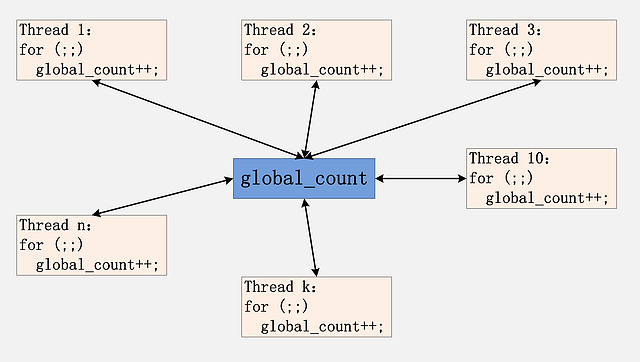 Thread 1:
for (;;)
  global_count++;
Thread 2:
for (;;)
  global_count++;
Thread 3:
for (;;)
  global_count++;
global_count
Thread 10:
for (;;)
  global_count++;
Thread n:
for (;;)
  global_count++;
Thread k:
for (;;)
  global_count++;